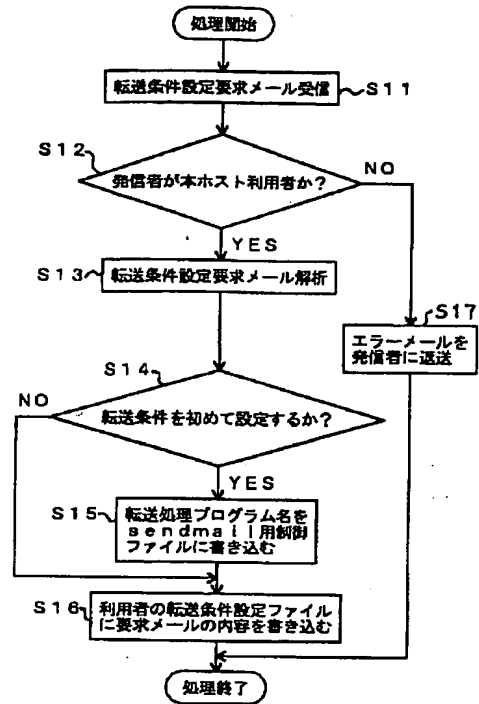 処理開始
転送条件設定要求メール受信
S11
S12
発信者が本ホスト利用者か?
NO
YES
S13
転送条件設定要求メール解析
S17
エラーメールを
発信者に返送
S14
NO
転送条件を初めて設定するか?
YES
S15
転送処理プログラム名を
sendmail用制御
ファイルに書き込む
S16
利用者の転送条件設定ファイル
に要求メールの内容を書き込む
処理終了